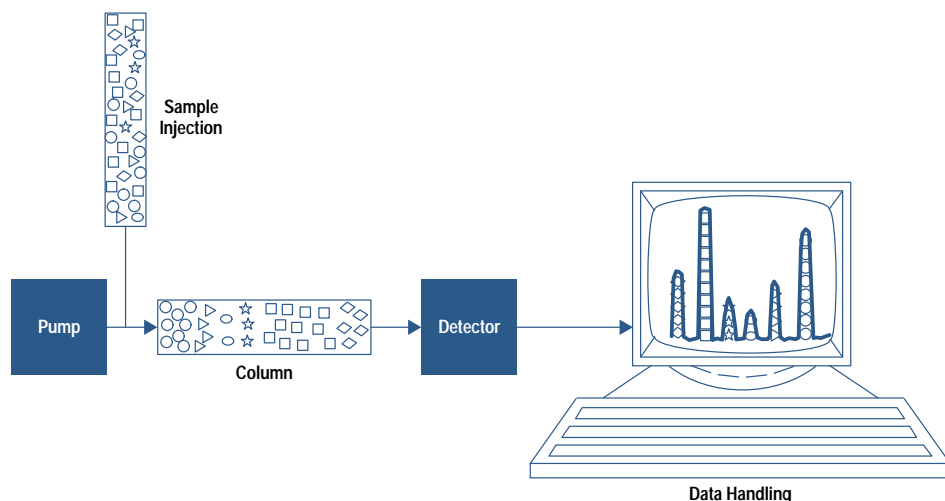 Sample
Injection
Pump
Column
Detector
Data Handling